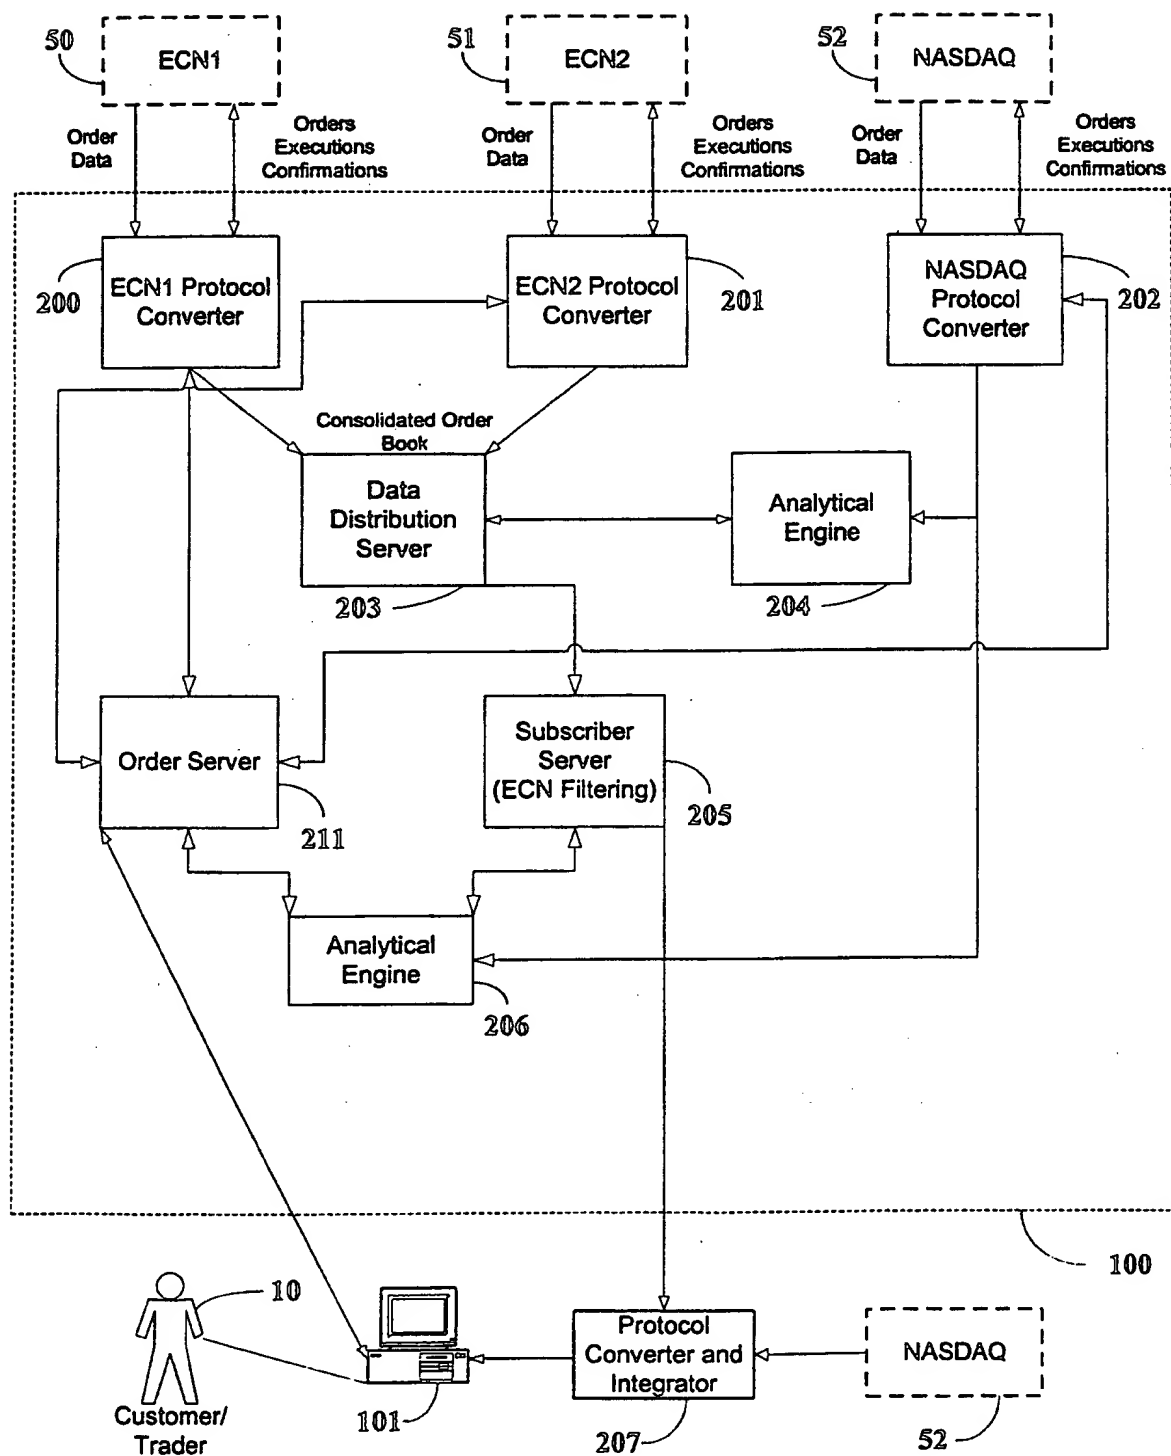 50
ECN1
51
ECN2
52
NASDAQ
Order
Data
Orders
Executions
Confirmations
Order
Data
Orders
Executions
Confirmations
Order
Data
Orders
Executions
Confirmations
200
ECN1 Protocol
Converter
ECN2 Protocol
Converter
201
NASDAQ
Protocol
Converter
202
Consolidated Order
Book
Data
Distribution
Server
203
Analytical
Engine
204
Order Server
211
Subscriber
Server
(ECN Filtering)
205
Analytical
Engine
206
100
10
Customer/
Trader
101
Protocol
Converter and
Integrator
207
NASDAQ
52